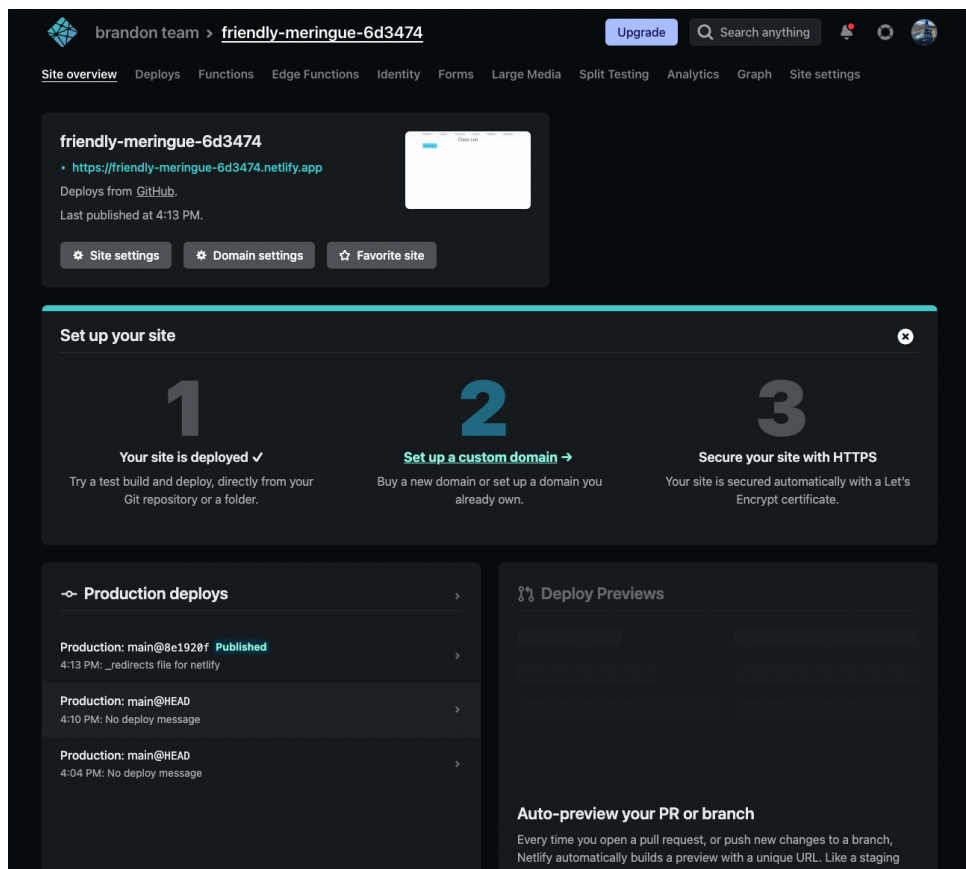 brandon team > friendly-meringue-6d3474
Upgrade
Search anything
Site overview Deploys Functions Edge Functions Identity Forms Large Media Split Testing Analytics Graph Site settings
friendly-meringue-6d3474
• https://friendly-meringue-6d3474.netlify.app
Deploys from GitHub.
Last published at 4:13 PM.
Class List
Site settings
Domain settings
Favorite site
Set up your site
1
Your site is deployed ✓
Try a test build and deploy, directly from your
Git repository or a folder.
2
Set up a custom domain →
Buy a new domain or set up a domain you
already own.
3
Secure your site with HTTPS
Your site is secured automatically with a Let's
Encrypt certificate.
Production deploys
Production: main@8e1920f Published
4:13 PM: _redirects file for netlify
Production: main@HEAD
4:10 PM: No deploy message
Production: main@HEAD
4:04 PM: No deploy message
Deploy Previews
Auto-preview your PR or branch
Every time you open a pull request, or push new changes to a branch,
Netlify automatically builds a preview with a unique URL. Like a staging